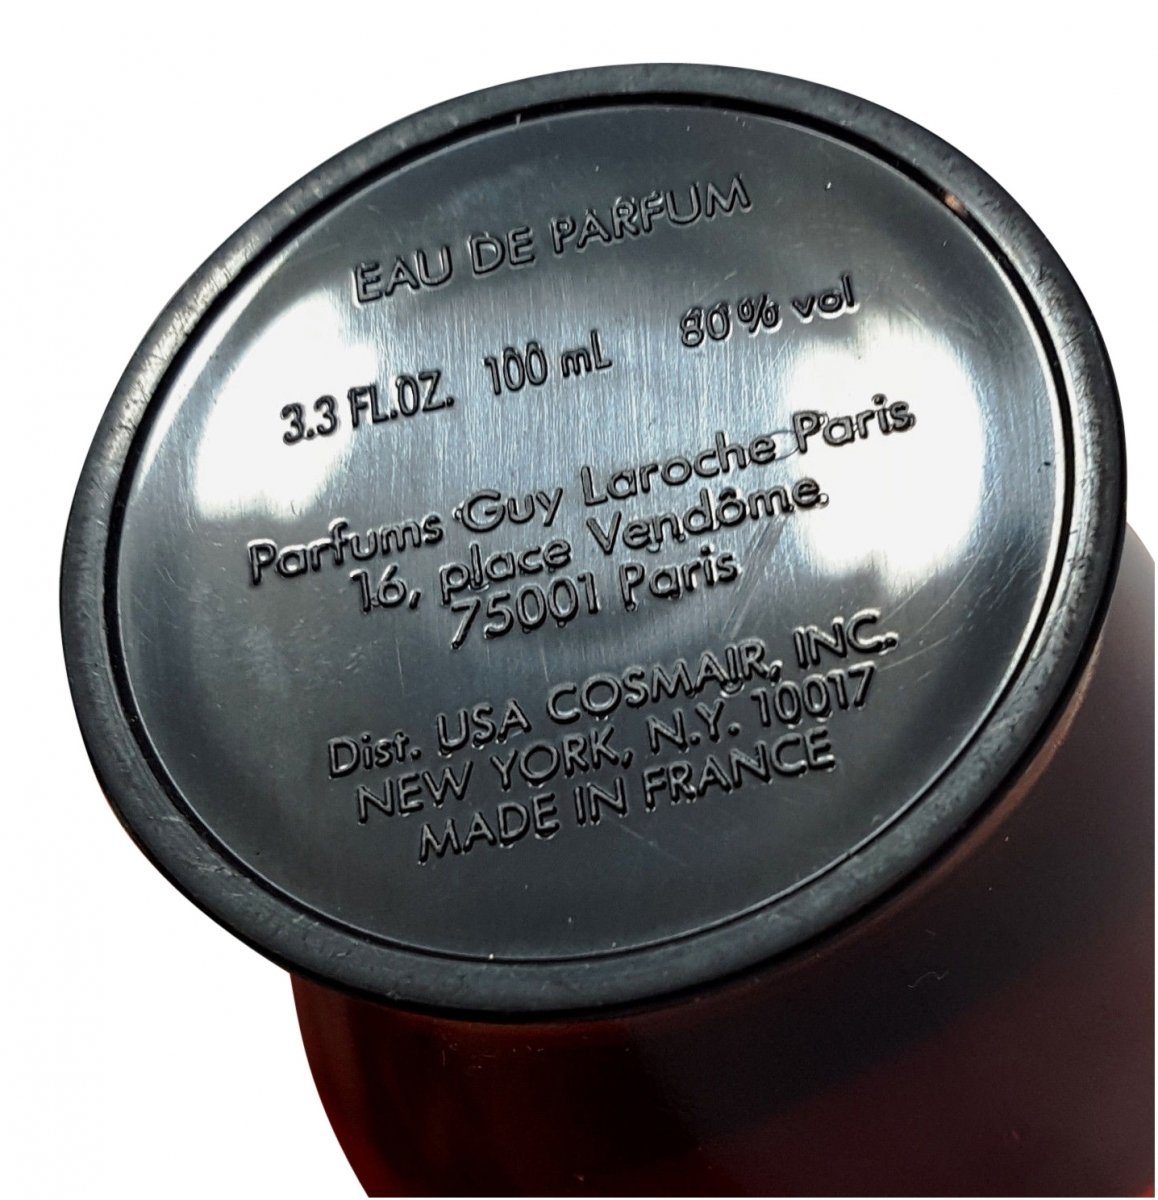 EAU DE PARFUM
3.3 FL.OZ. 100 mL 80% vol
Parfums Guy Laroche Paris
16, place Vendôme.
75001 Paris
Dist. USA COSMAIR, INC.
NEW YORK, N.Y. 10017
MADE IN FRANCE